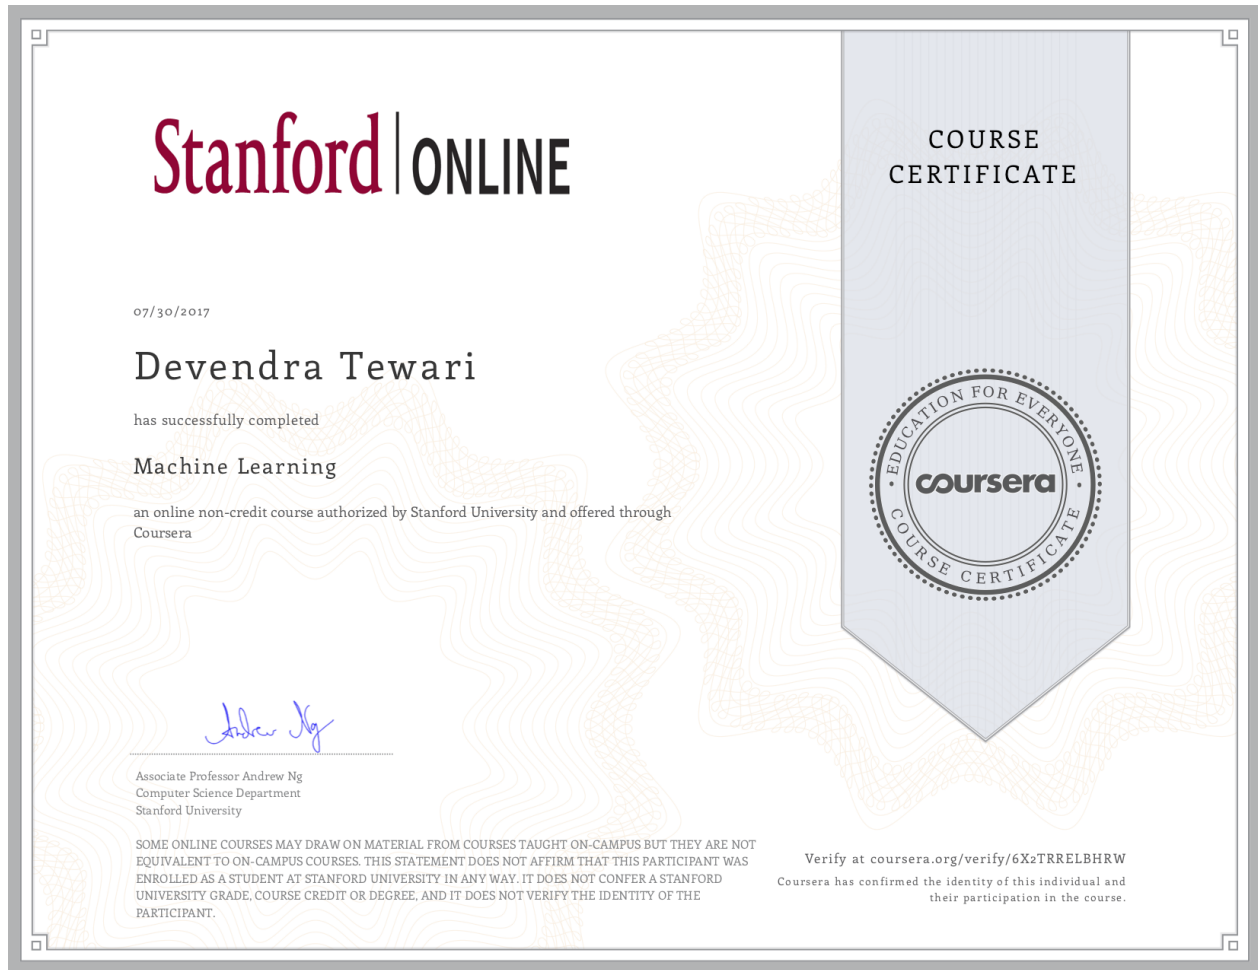 Stanford | ONLINE
COURSE
CERTIFICATE
07/30/2017
Devendra Tewari
has successfully completed
Machine Learning
an online non-credit course authorized by Stanford University and offered through
Coursera
EDUCATION FOR EVERYONE
coursera
COURSE CERTIFICATE
Andrew Ng
Associate Professor Andrew Ng
Computer Science Department
Stanford University
SOME ONLINE COURSES MAY DRAW ON MATERIAL FROM COURSES TAUGHT ON-CAMPUS BUT THEY ARE NOT
EQUIVALENT TO ON-CAMPUS COURSES. THIS STATEMENT DOES NOT AFFIRM THAT THIS PARTICIPANT WAS
ENROLLED AS A STUDENT AT STANFORD UNIVERSITY IN ANY WAY. IT DOES NOT CONFER A STANFORD
UNIVERSITY GRADE, COURSE CREDIT OR DEGREE, AND IT DOES NOT VERIFY THE IDENTITY OF THE
PARTICIPANT.
Verify at coursera.org/verify/6X2TRRELBHRW
Coursera has confirmed the identity of this individual and
their participation in the course.